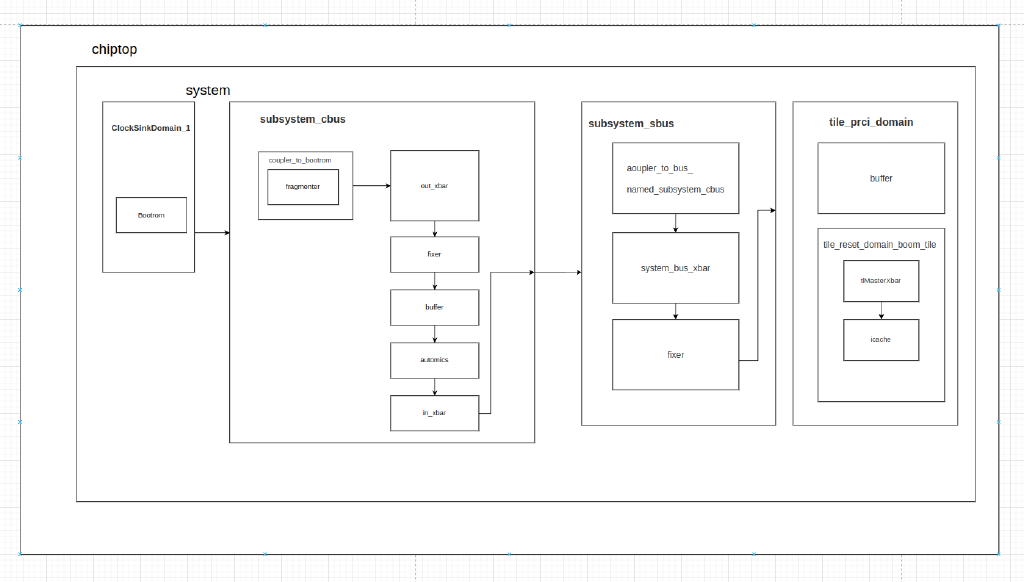 chiptop
system
ClockSinkDomain_1
Bootrom
subsystem_cbus
coupler_to_bootrom
fragmenter
out_xbar
fixer
buffer
automics
in_xbar
subsystem_sbus
aoupler_to_bus_
named_subsystem_cbus
system_bus_xbar
fixer
tile_prci_domain
buffer
tile_reset_domain_boom_tile
tlMasterXbar
icache